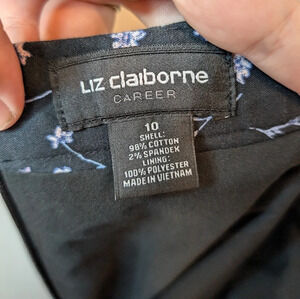 Liz claiborne
CAREER
10
SHELL:
98% COTTON
2% SPANDEX
LINING:
100% POLYESTER
MADE IN VIETNAM